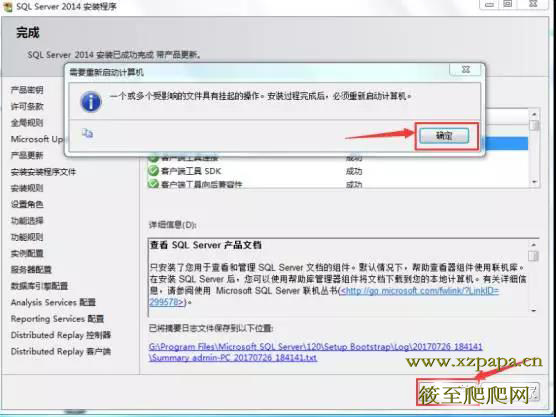 SQL Server 2014 安装程序
完成
SQL Server 2014 安装已成功完成 带产品更新。
需要重新启动计算机
一个或多个受影响的文件具有挂起的操作。安装过程完成后，必须重新启动计算机。
确定
产品密钥
许可条款
全局规则
Microsoft Up
产品更新
安装安装程序文件
安装规则
设置角色
功能选择
功能规则
实例配置
服务器配置
数据库引擎配置
Analysis Services 配置
Reporting Services 配置
Distributed Replay 控制器
Distributed Replay 客户端
客户端工具连接 成功
客户端工具 SDK 成功
客户端工具向后兼容性 成功
详细信息(D):
查看 SQL Server 产品文档
只安装了您用于查看和管理 SQL Server 文档的组件。默认情况下，帮助查看器组件使用联机库。
在安装 SQL Server 后，您可以使用帮助库管理器组件将文档下载到您的本地计算机。有关详细信
息，请参阅使用 Microsoft SQL Server 联机丛书(<http://go.microsoft.com/fwlink/?LinkID=
299578>)。
已将摘要日志文件保存到以下位置:
G:\Program Files\Microsoft SQL Server\120\Setup Bootstrap\Log\20170726_184141
\Summary_admin-PC_20170726_184141.txt
www.xzpapa.cn
筱至爬爬网